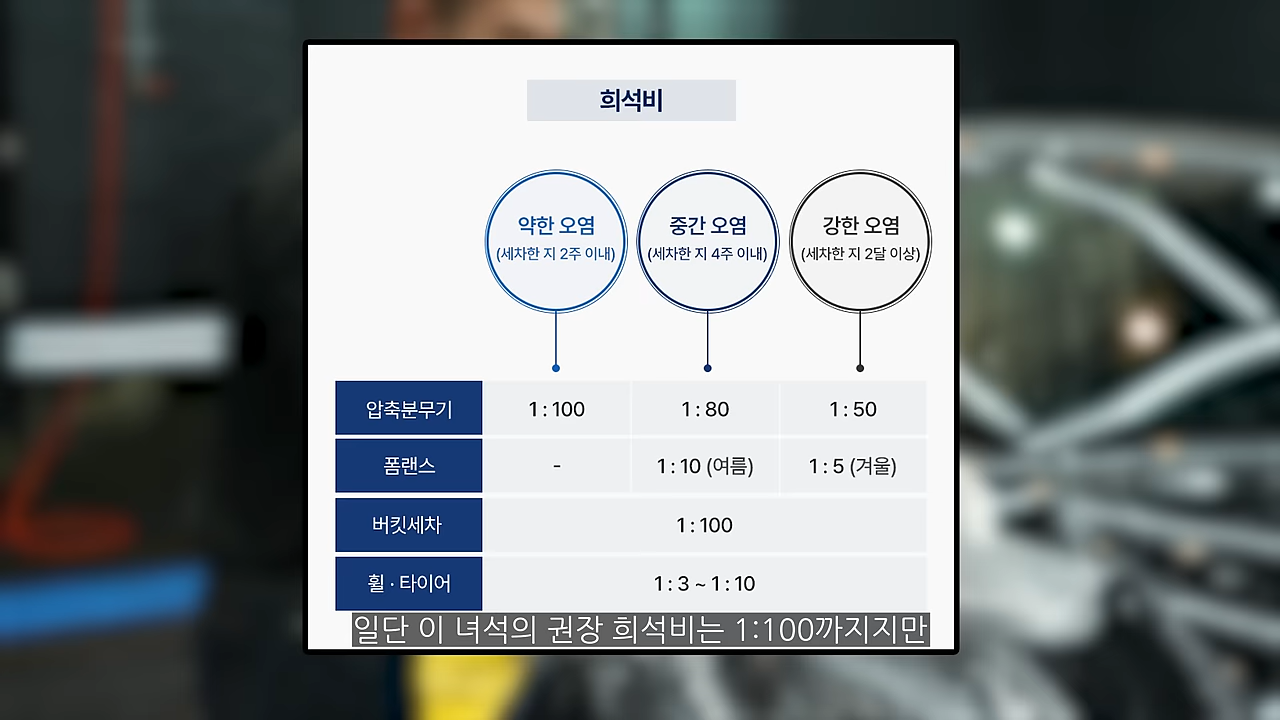 희석비
약한 오염 중간 오염 강한 오염
(세차한 지 2주 이내) (세차한 지 4주 이내) (세차한 지 2달 이상)
압축분무기 1 : 100 1 : 80 1 : 50
폼랜스 - 1 : 10 (여름) 1 : 5 (겨울)
버킷세차 1 : 100
휠 · 타이어 1 : 3 ~ 1 : 10
일단 이 녀석의 권장 희석비는 1:100까지지만